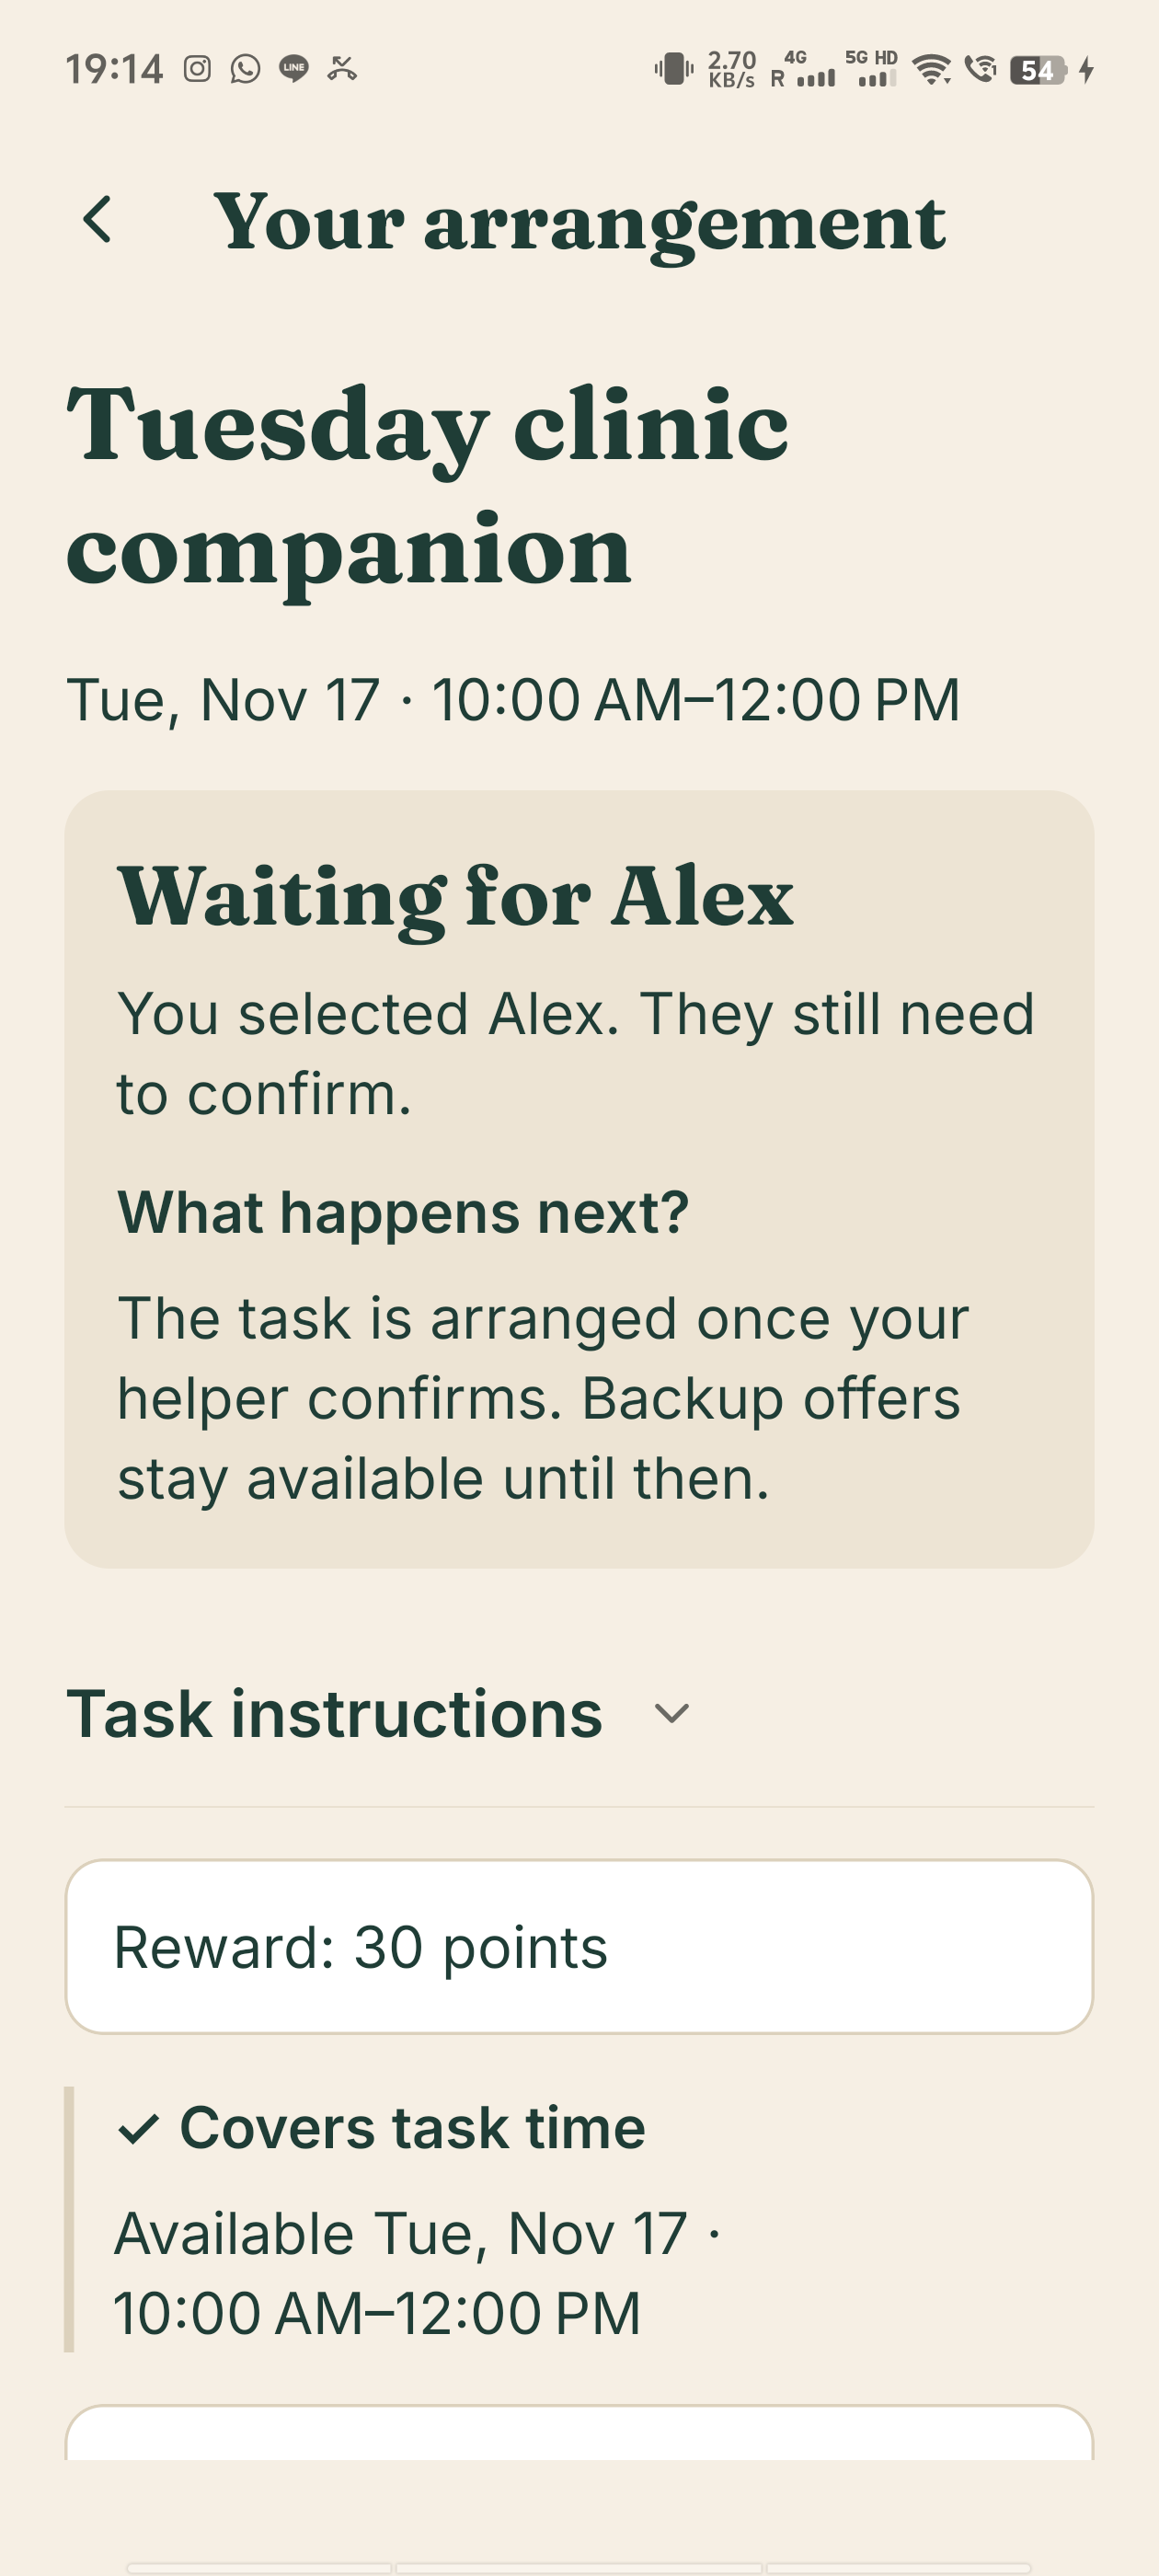 19:14
LINE
2.70
KB/s
R
4G
5G HD
54
Your arrangement
Tuesday clinic
companion
Tue, Nov 17 · 10:00 AM–12:00 PM
Waiting for Alex
You selected Alex. They still need
to confirm.
What happens next?
The task is arranged once your
helper confirms. Backup offers
stay available until then.
Task instructions
Reward: 30 points
✓ Covers task time
Available Tue, Nov 17 ·
10:00 AM–12:00 PM